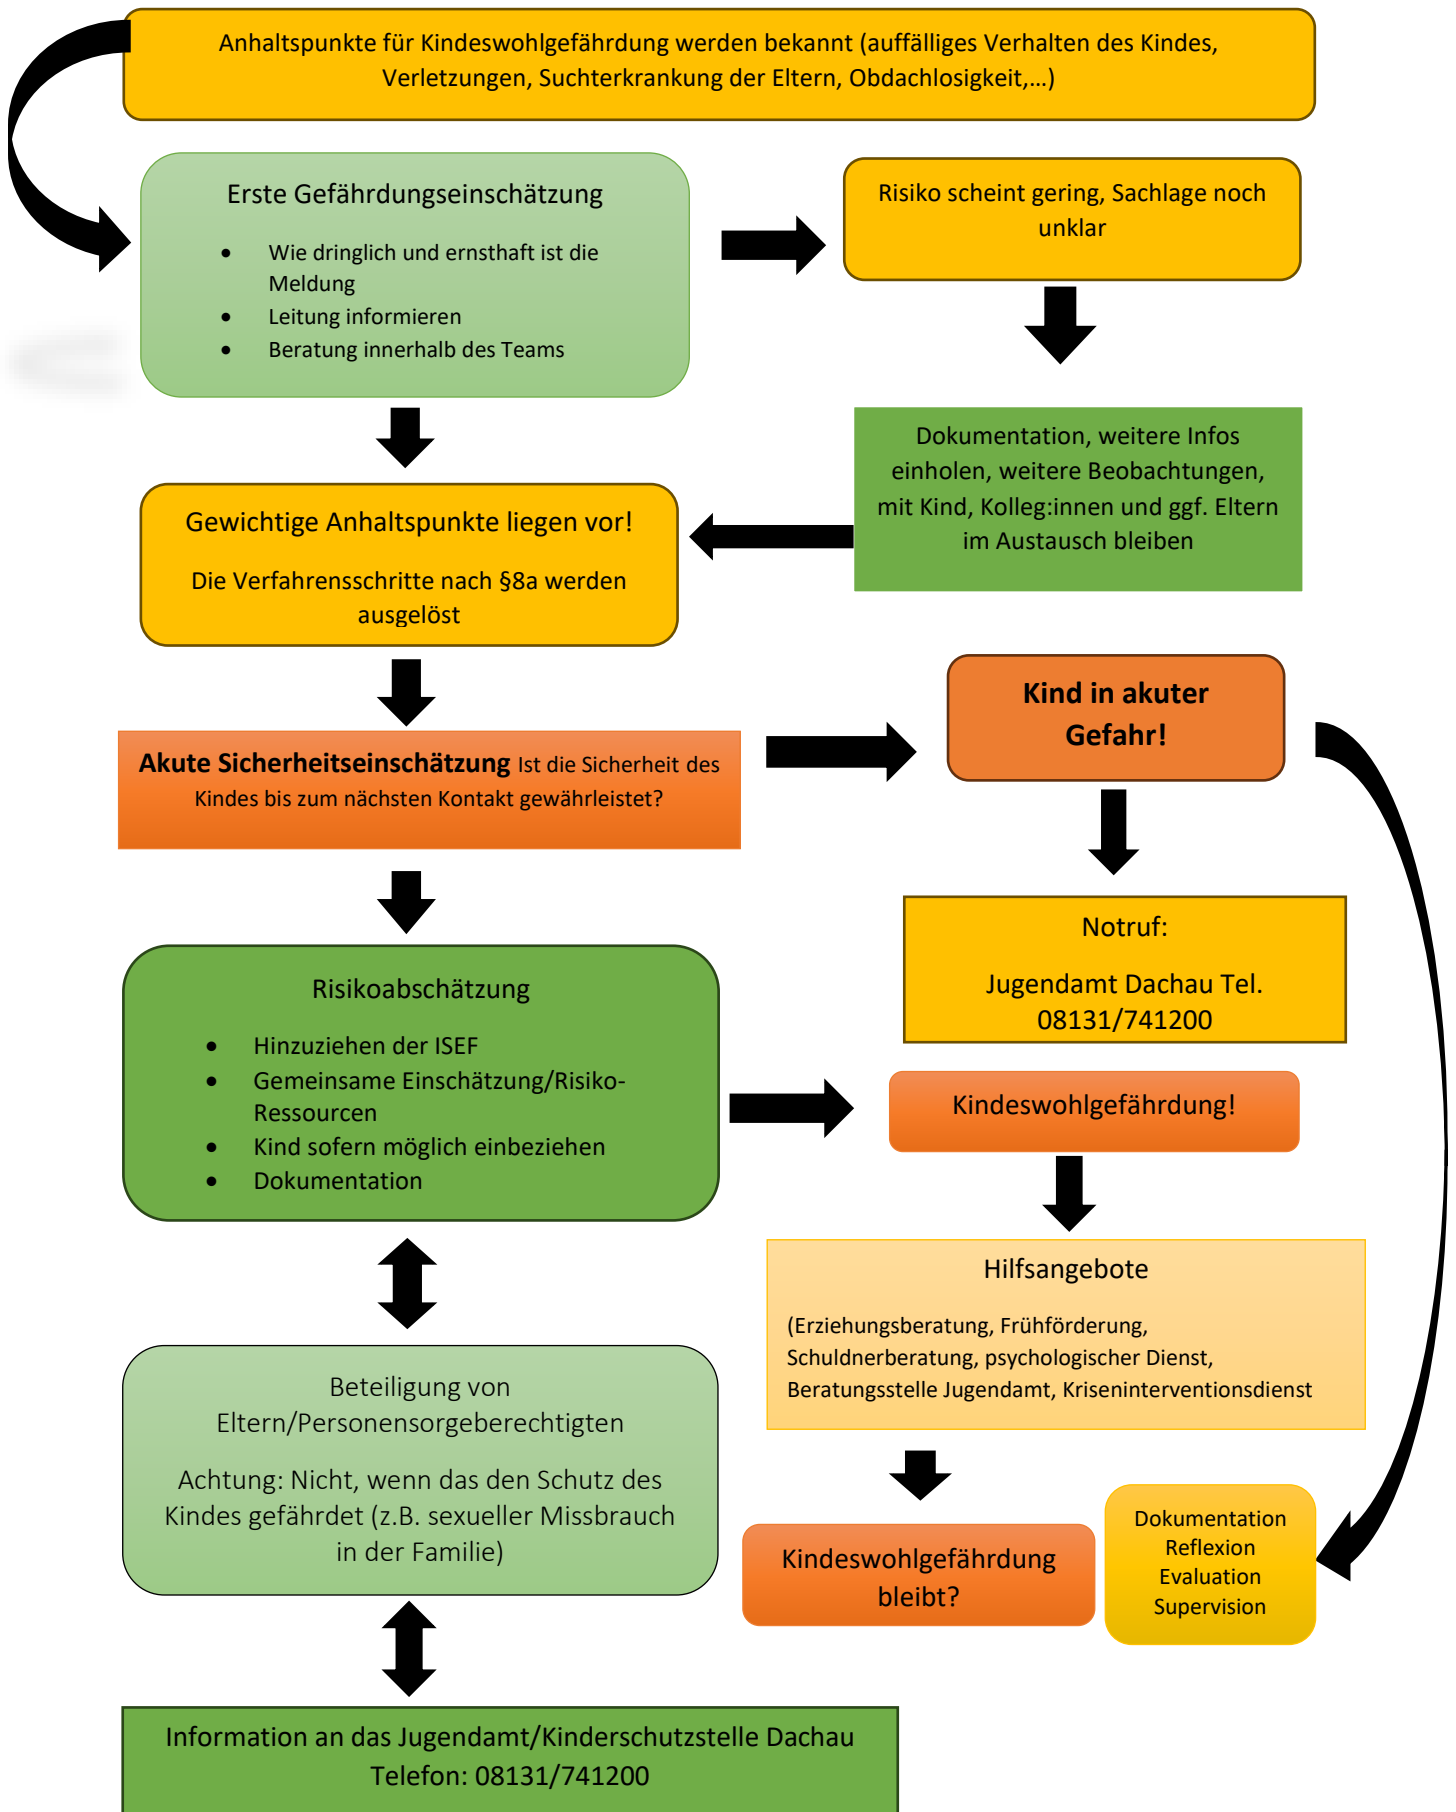 Anhaltspunkte für Kindeswohlgefährdung werden bekannt (auffälliges Verhalten des Kindes,
Verletzungen, Suchterkrankung der Eltern, Obdachlosigkeit,…)
Erste Gefährdungseinschätzung
• Wie dringlich und ernsthaft ist die
Meldung
• Leitung informieren
• Beratung innerhalb des Teams
Risiko scheint gering, Sachlage noch
unklar
Dokumentation, weitere Infos
einholen, weitere Beobachtungen,
mit Kind, Kolleg:innen und ggf. Eltern
im Austausch bleiben
Gewichtige Anhaltspunkte liegen vor!
Die Verfahrensschritte nach §8a werden
ausgelöst
Akute Sicherheitseinschätzung Ist die Sicherheit des
Kindes bis zum nächsten Kontakt gewährleistet?
Kind in akuter
Gefahr!
Notruf:
Jugendamt Dachau Tel.
08131/741200
Risikoabschätzung
• Hinzuziehen der ISEF
• Gemeinsame Einschätzung/Risiko-
Ressourcen
• Kind sofern möglich einbeziehen
• Dokumentation
Kindeswohlgefährdung!
Hilfsangebote
(Erziehungsberatung, Frühförderung,
Schuldnerberatung, psychologischer Dienst,
Beratungsstelle Jugendamt, Kriseninterventionsdienst
Beteiligung von
Eltern/Personensorgeberechtigten
Achtung: Nicht, wenn das den Schutz des
Kindes gefährdet (z.B. sexueller Missbrauch
in der Familie)
Kindeswohlgefährdung
bleibt?
Dokumentation
Reflexion
Evaluation
Supervision
Information an das Jugendamt/Kinderschutzstelle Dachau
Telefon: 08131/741200